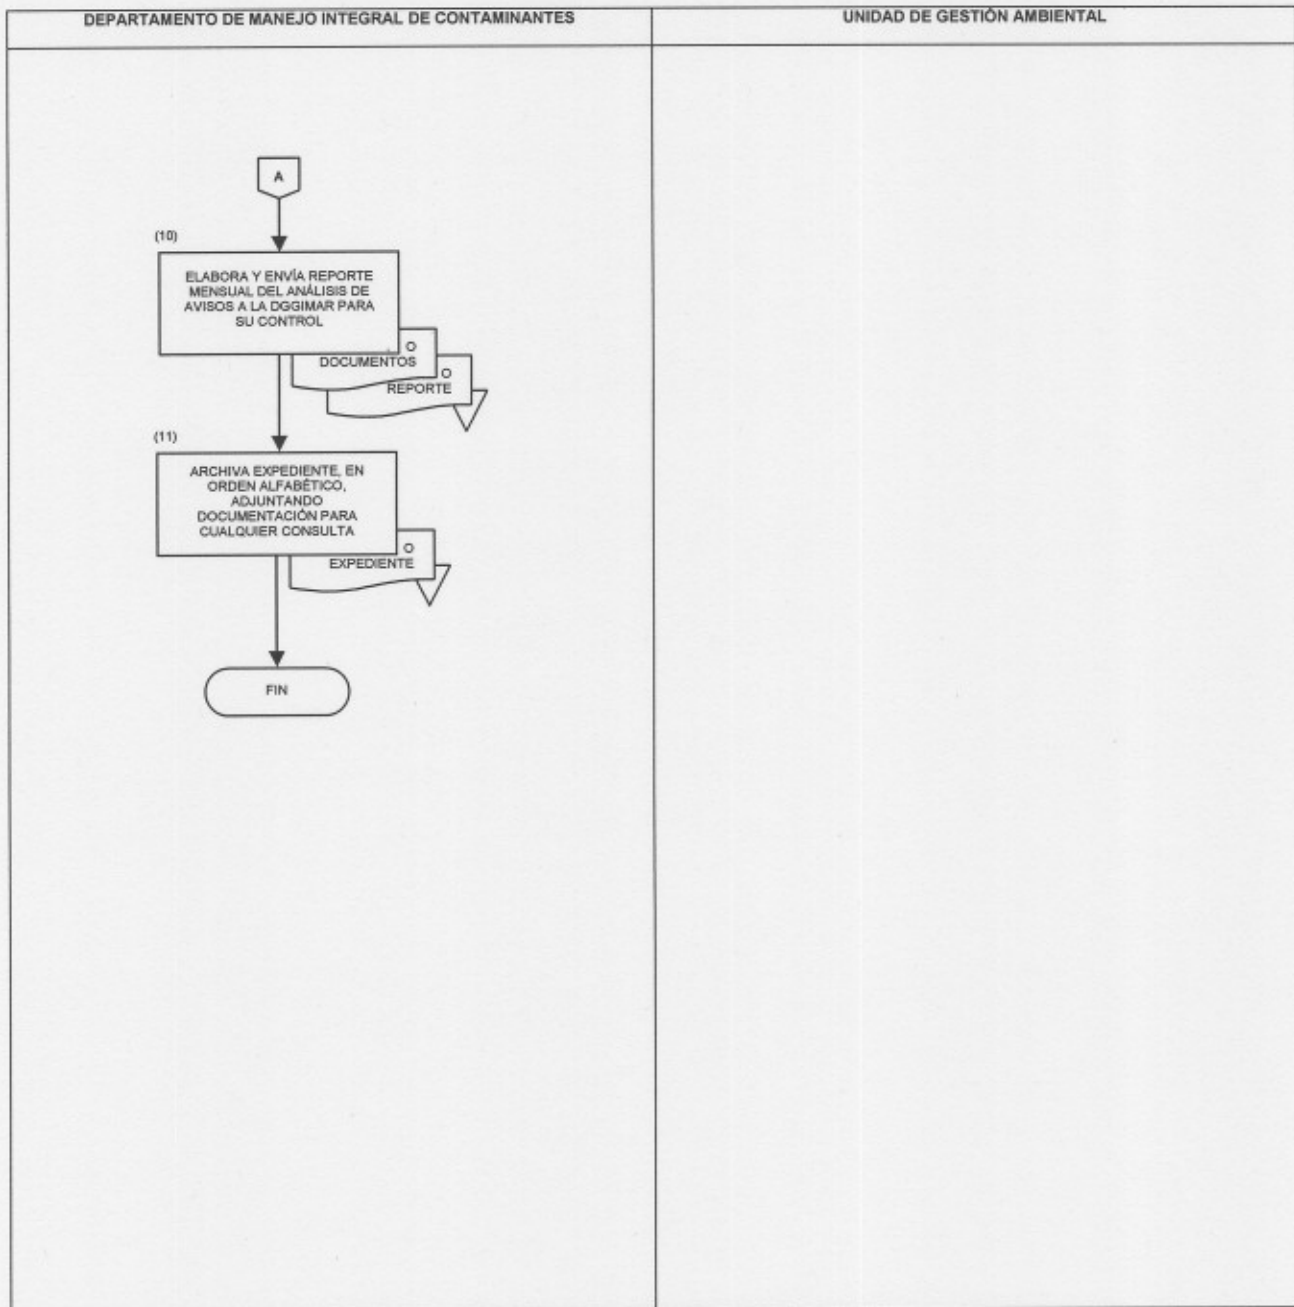 DEPARTAMENTO DE MANEJO INTEGRAL DE CONTAMINANTES
UNIDAD DE GESTIÓN AMBIENTAL
A
(10)
ELABORA Y ENVÍA REPORTE
MENSUAL DEL ANÁLISIS DE
AVISOS A LA DGGIMAR PARA
SU CONTROL
O
DOCUMENTOS
O
REPORTE
(11)
ARCHIVA EXPEDIENTE, EN
ORDEN ALFABÉTICO,
ADJUNTANDO
DOCUMENTACIÓN PARA
CUALQUIER CONSULTA
O
EXPEDIENTE
FIN